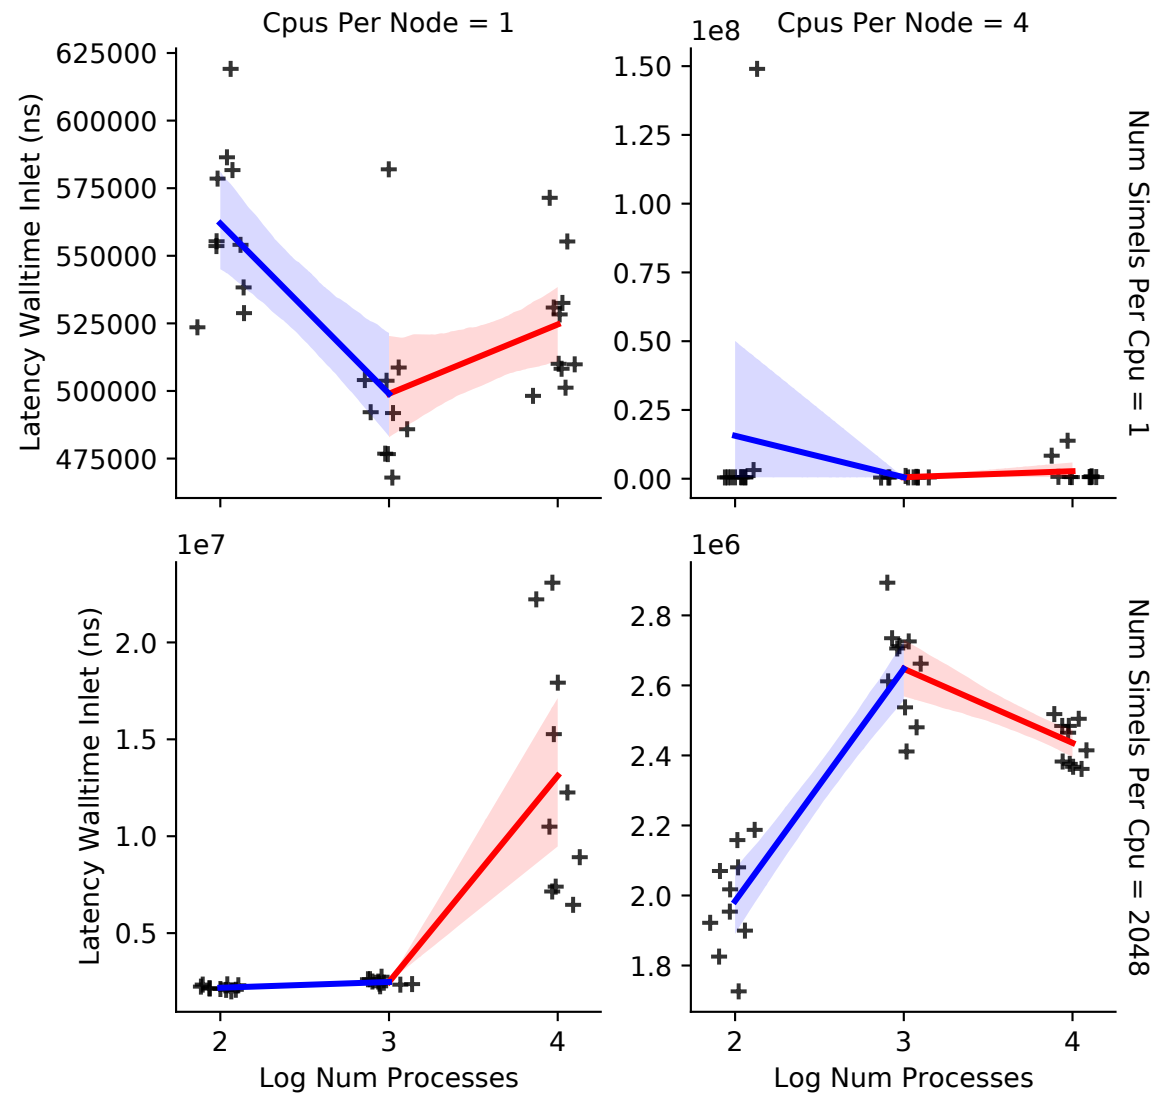 Cpus Per Node = 1
Cpus Per Node = 4
1e8
Latency Walltime Inlet (ns)
625000
600000
575000
550000
525000
500000
475000
1.50
1.25
1.00
0.75
0.50
0.25
0.00
Num Simels Per Cpu = 1
1e7
1e6
Latency Walltime Inlet (ns)
2.0
1.5
1.0
0.5
2.8
2.6
2.4
2.2
2.0
1.8
Num Simels Per Cpu = 2048
2 3 4
2 3 4
Log Num Processes
Log Num Processes